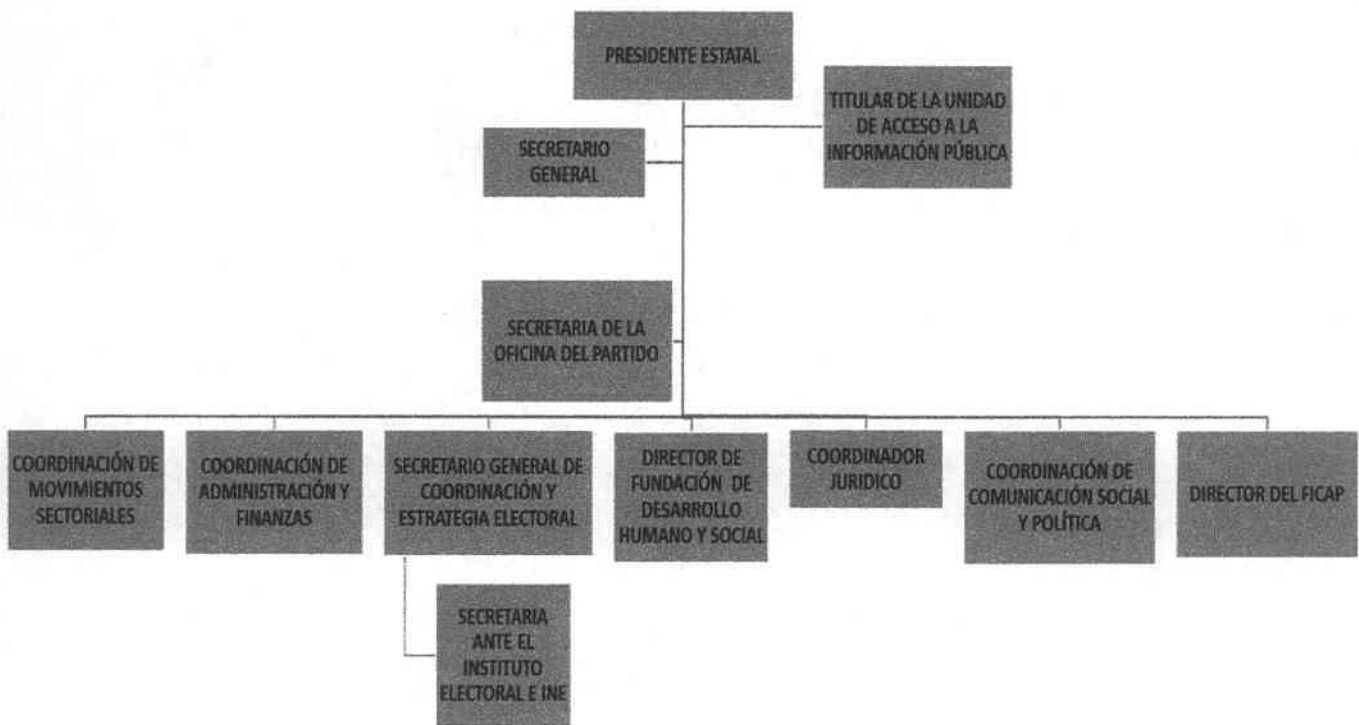 PRESIDENTE ESTATAL
TITULAR DE LA UNIDAD
DE ACCESO A LA
INFORMACIÓN PÚBLICA
SECRETARIO
GENERAL
SECRETARIA DE LA
OFICINA DEL PARTIDO
COORDINACIÓN DE
MOVIMIENTOS
SECTORIALES
COORDINACIÓN DE
ADMINISTRACIÓN Y
FINANZAS
SECRETARIO GENERAL DE
COORDINACIÓN Y
ESTRATEGIA ELECTORAL
DIRECTOR DE
FUNDACIÓN DE
DESARROLLO
HUMANO Y SOCIAL
COORDINADOR
JURIDICO
COORDINACIÓN DE
COMUNICACIÓN SOCIAL
Y POLÍTICA
DIRECTOR DEL FICAP
SECRETARIA
ANTE EL
INSTITUTO
ELECTORAL E INE